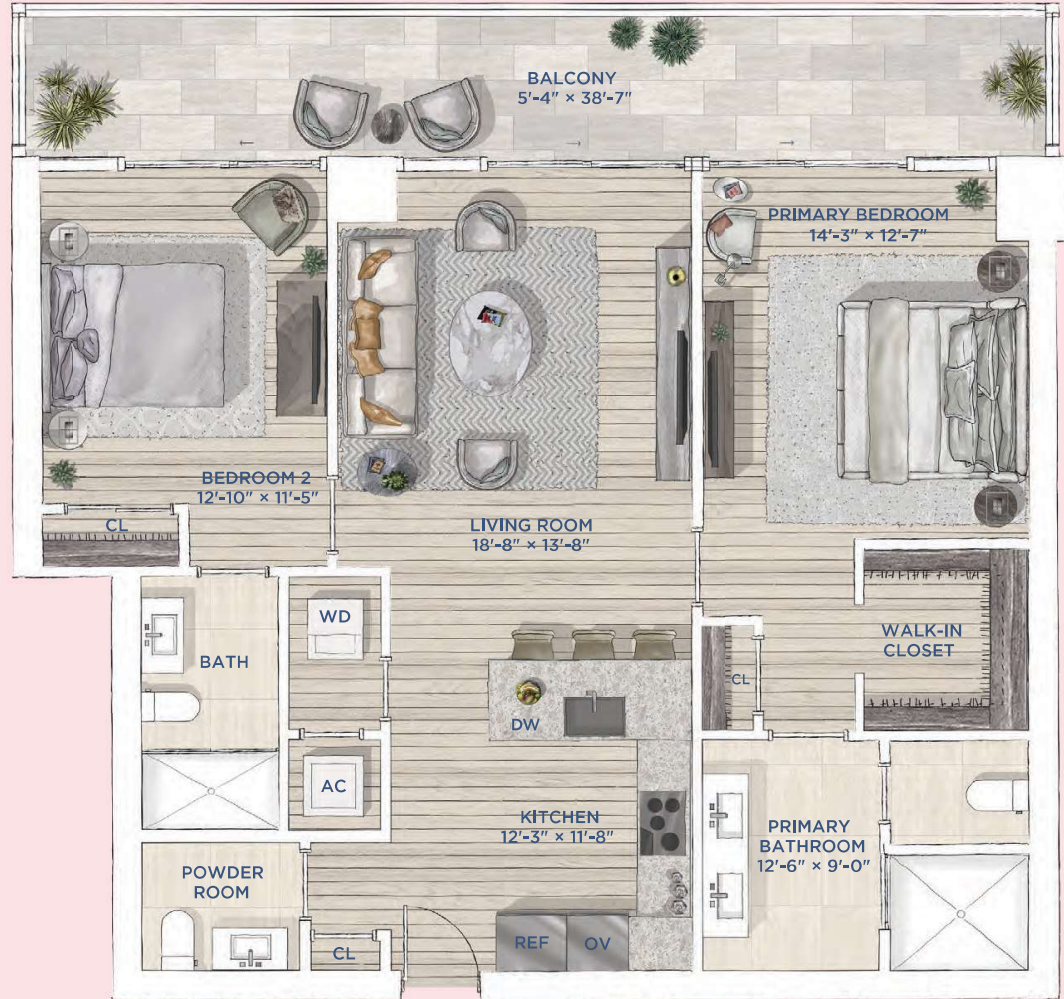 BALCONY
5'-4" × 38'-7"
PRIMARY BEDROOM
14'-3" × 12'-7"
BEDROOM 2
12'-10" × 11'-5"
CL
LIVING ROOM
18'-8" × 13'-8"
WD
BATH
WALK-IN
CLOSET
CL
DW
AC
KITCHEN
12'-3" × 11'-8"
PRIMARY
BATHROOM
12'-6" × 9'-0"
POWDER
ROOM
REF
OV
CL